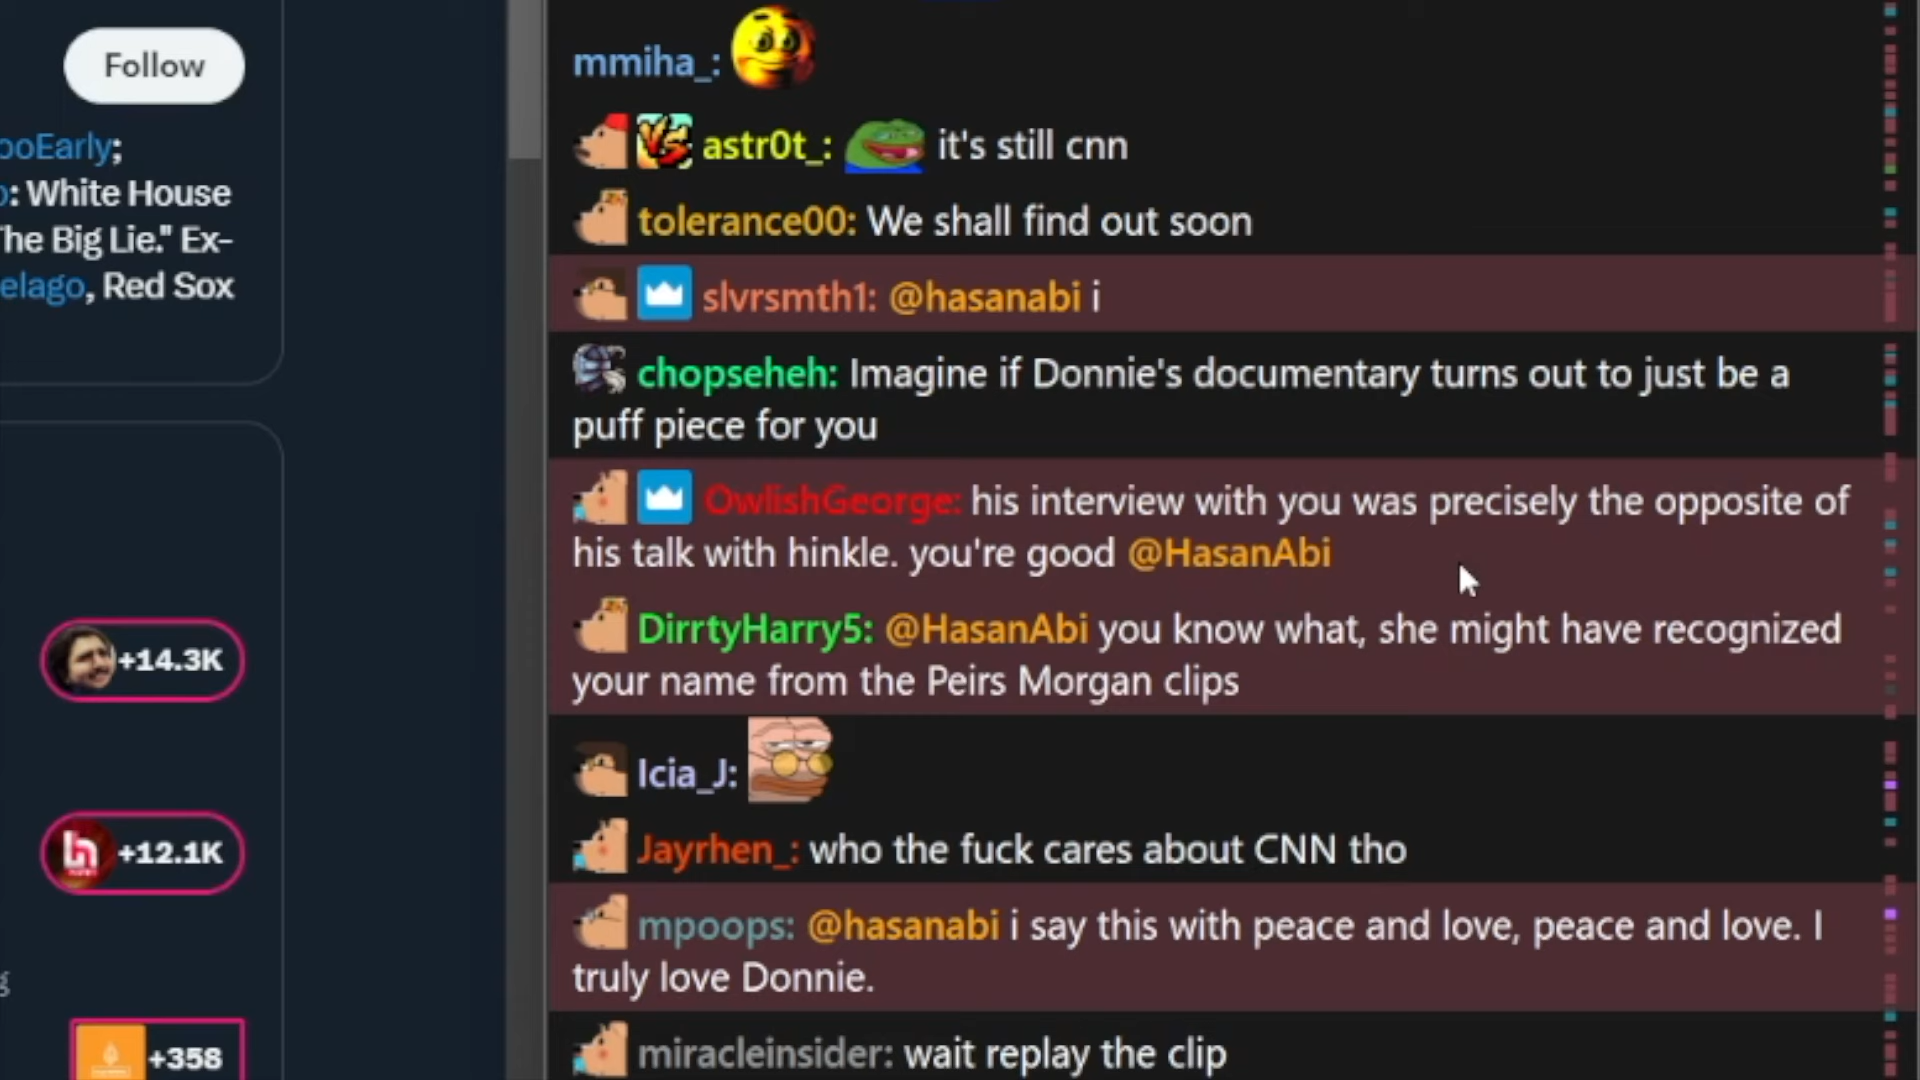 Follow
ooEarly;
: White House
The Big Lie." Ex-
elago, Red Sox
+14.3K
+12.1K
+358
mmiha_:
VS astr0t_: it's still cnn
tolerance00: We shall find out soon
slvrsmth1: @hasanabi i
chopseheh: Imagine if Donnie's documentary turns out to just be a
puff piece for you
OwlishGeorge: his interview with you was precisely the opposite of
his talk with hinkle. you're good @HasanAbi
DirrtyHarry5: @HasanAbi you know what, she might have recognized
your name from the Peirs Morgan clips
Icia_J:
Jayrhen_: who the fuck cares about CNN tho
mpoops: @hasanabi i say this with peace and love, peace and love. I
truly love Donnie.
miracleinsider: wait replay the clip